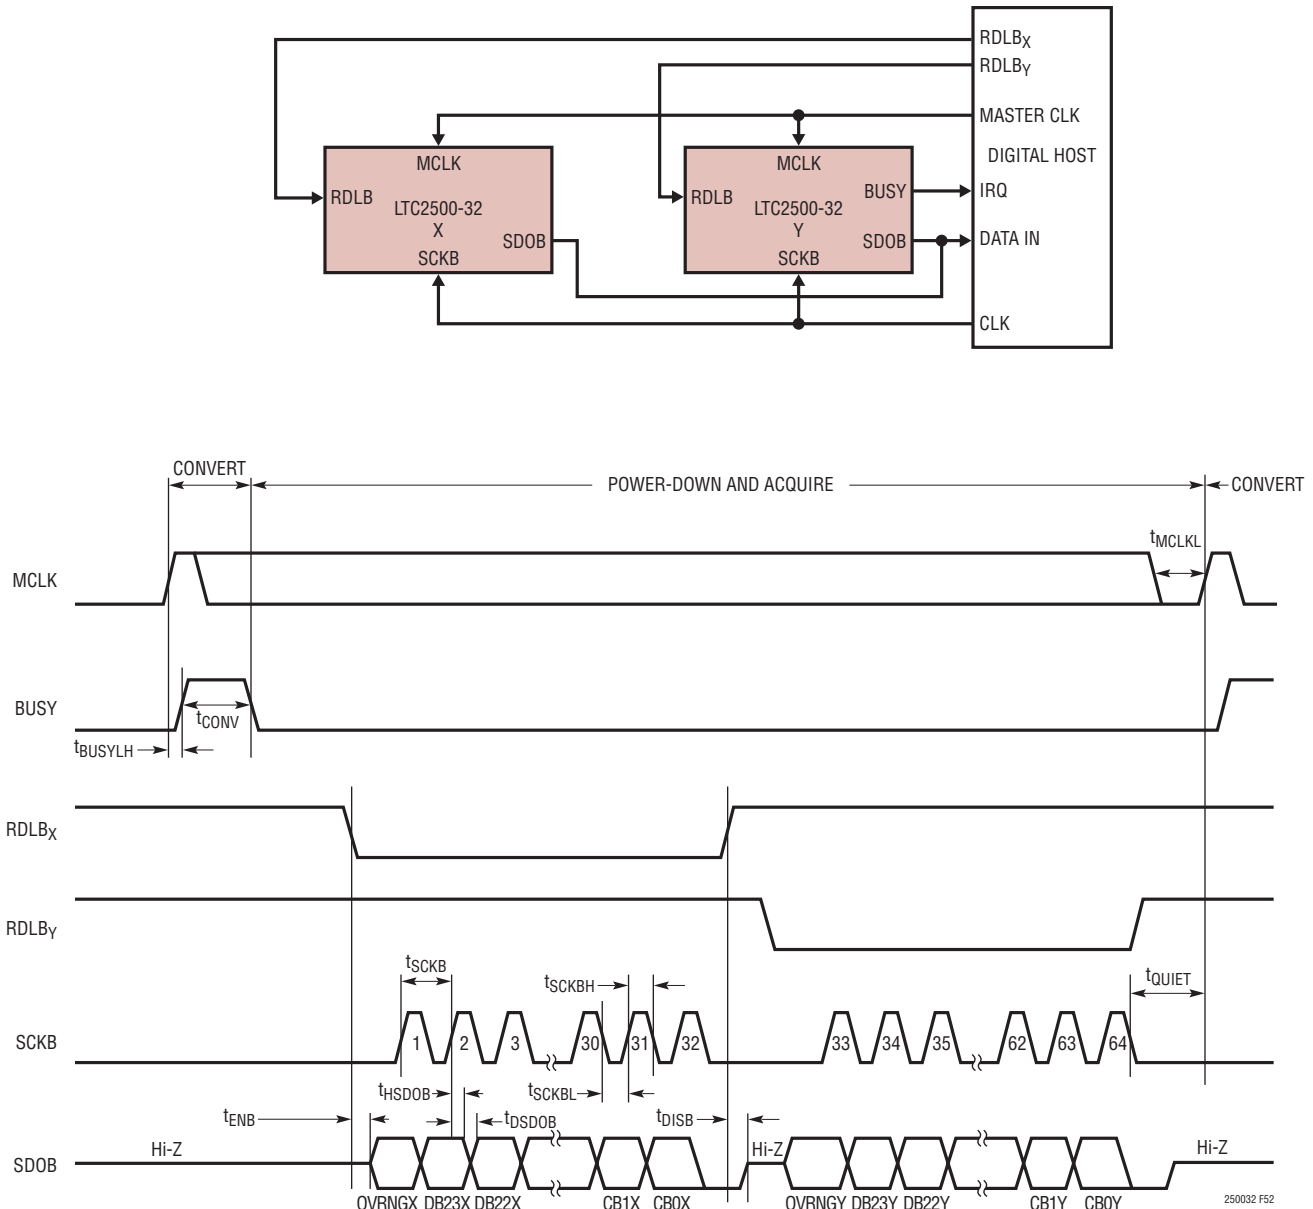 RDLBX
RDLBY
MASTER CLK
MCLK
MCLK
DIGITAL HOST
RDLB
LTC2500-32
X
SDOB
SCKB
RDLB
LTC2500-32
Y
BUSY
SDOB
SCKB
IRQ
DATA IN
CLK
CONVERT
POWER-DOWN AND ACQUIRE
CONVERT
MCLK
tMCLKL
BUSY
tCONV
tBUSYLH
RDLBX
RDLBY
tSCKB
tSCKBH
tQUIET
SCKB
1
2
3
30
31
32
33
34
35
62
63
64
tHSDOB
tSCKBL
tENB
tDSDOB
tDISB
SDOB
Hi-Z
Hi-Z
Hi-Z
OVRNGX DB23X DB22X
CB1X CB0X
OVRNGY DB23Y DB22Y
CB1Y CB0Y
250032 F52